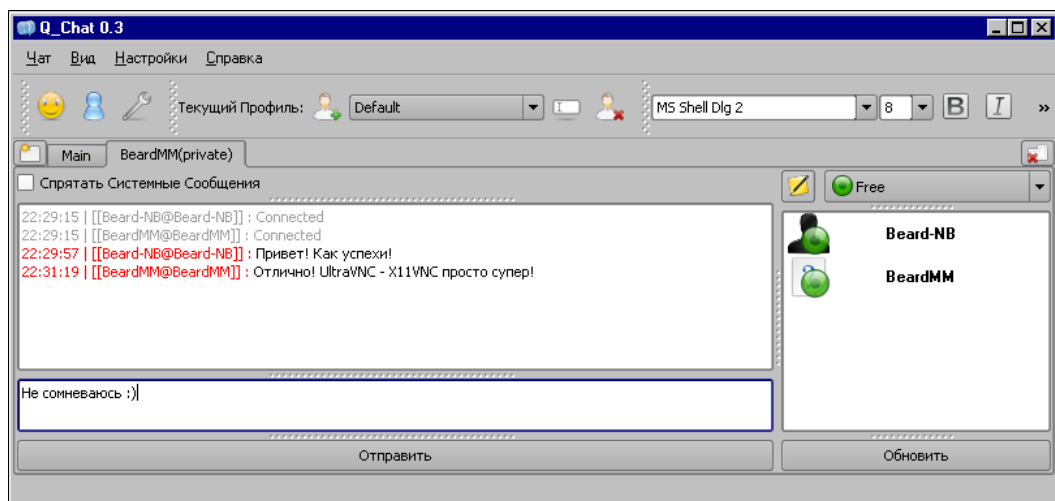 Q_Chat 0.3
Чат Вид Настройки Справка
Текущий Профиль: Default MS Shell Dlg 2 8 B I »
Main BeardMM(private)
Спрятать Системные Сообщения Free
22:29:15 | [[Beard-NB@Beard-NB]] : Connected
22:29:15 | [[BeardMM@BeardMM]] : Connected
22:29:57 | [[Beard-NB@Beard-NB]] : Привет! Как успехи!
22:31:19 | [[BeardMM@BeardMM]] : Отлично! UltraVNC - X11VNC просто супер!
Beard-NB
BeardMM
Не сомневаюсь :)
Отправить Обновить